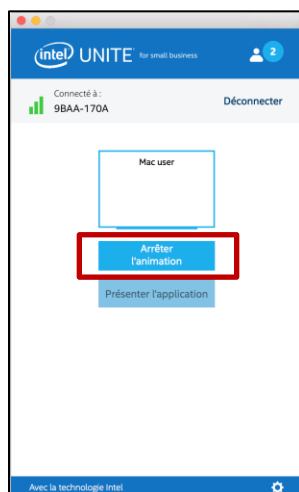 intel UNITE for small business 2
Connecté à :
9BAA-170A
Déconnecter
Mac user
Arrêter
l'animation
Présenter l'application
Avec la technologie Intel